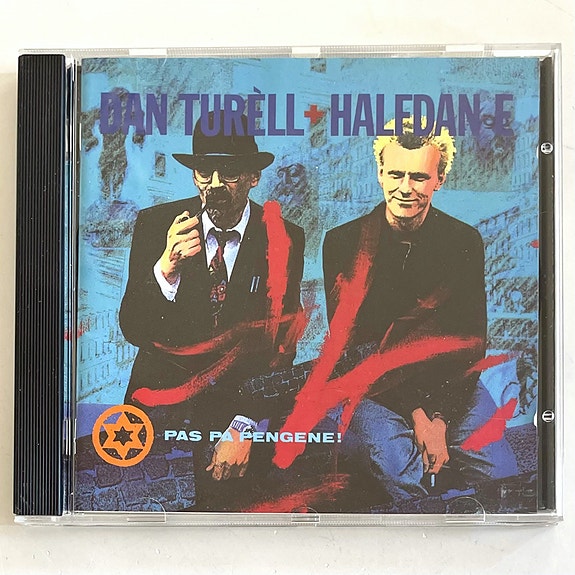 DAN TURÈLL + HALFDAN E
PAS PÅ PENGENE!